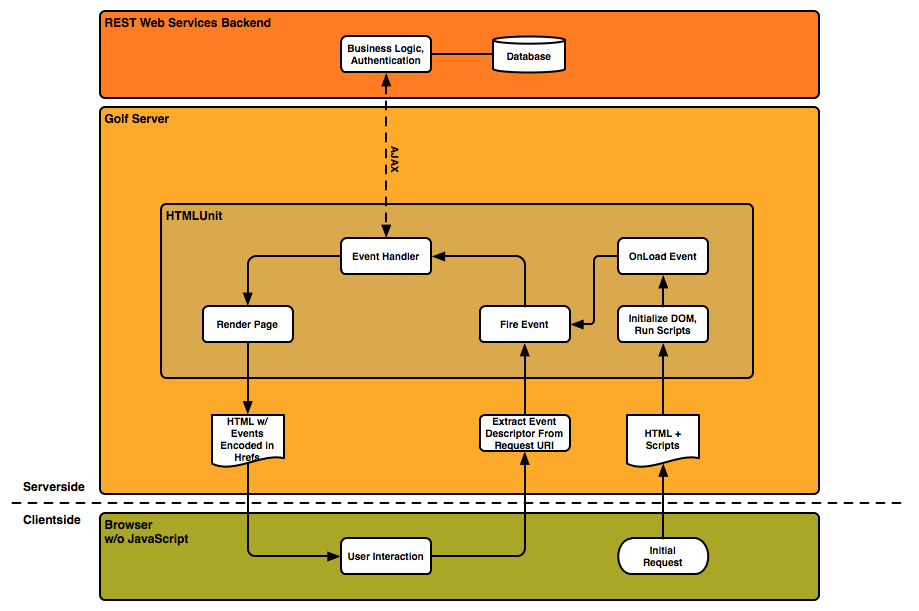 REST Web Services Backend
Business Logic,
Authentication
Database
Golf Server
AJAX
HTMLUnit
Event Handler
OnLoad Event
Render Page
Fire Event
Initialize DOM,
Run Scripts
HTML w/
Events
Encoded in
Hrefs
Extract Event
Descriptor From
Request URI
HTML +
Scripts
Serverside
Clientside
Browser
w/o JavaScript
User Interaction
Initial
Request